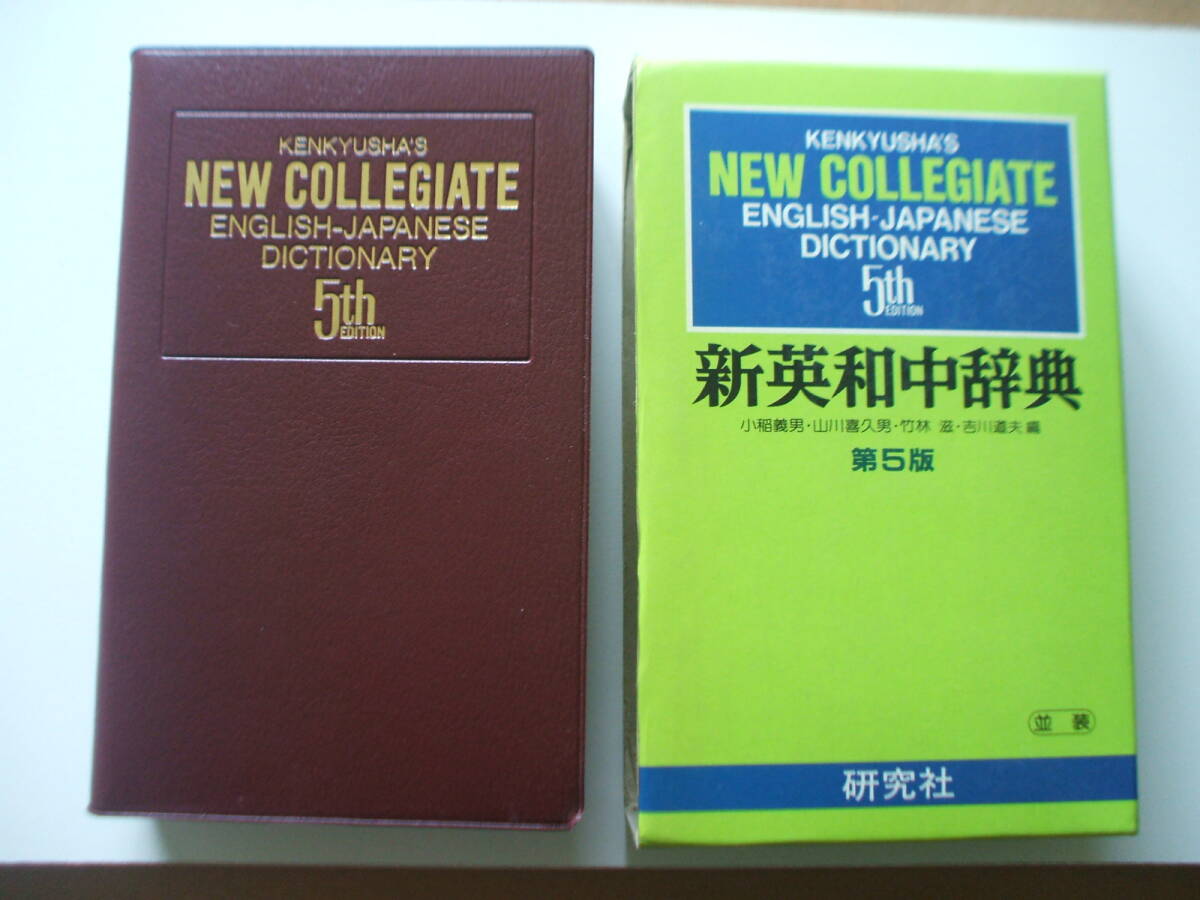 KENKYUSHA'S
NEW COLLEGIATE
ENGLISH-JAPANESE
DICTIONARY
5th
EDITION
KENKYUSHA'S
NEW COLLEGIATE
ENGLISH-JAPANESE
DICTIONARY
5th
EDITION
新英和中辞典
小稲義男・山川喜久男・竹林 滋・吉川道夫 編
第5版
並装
研究社